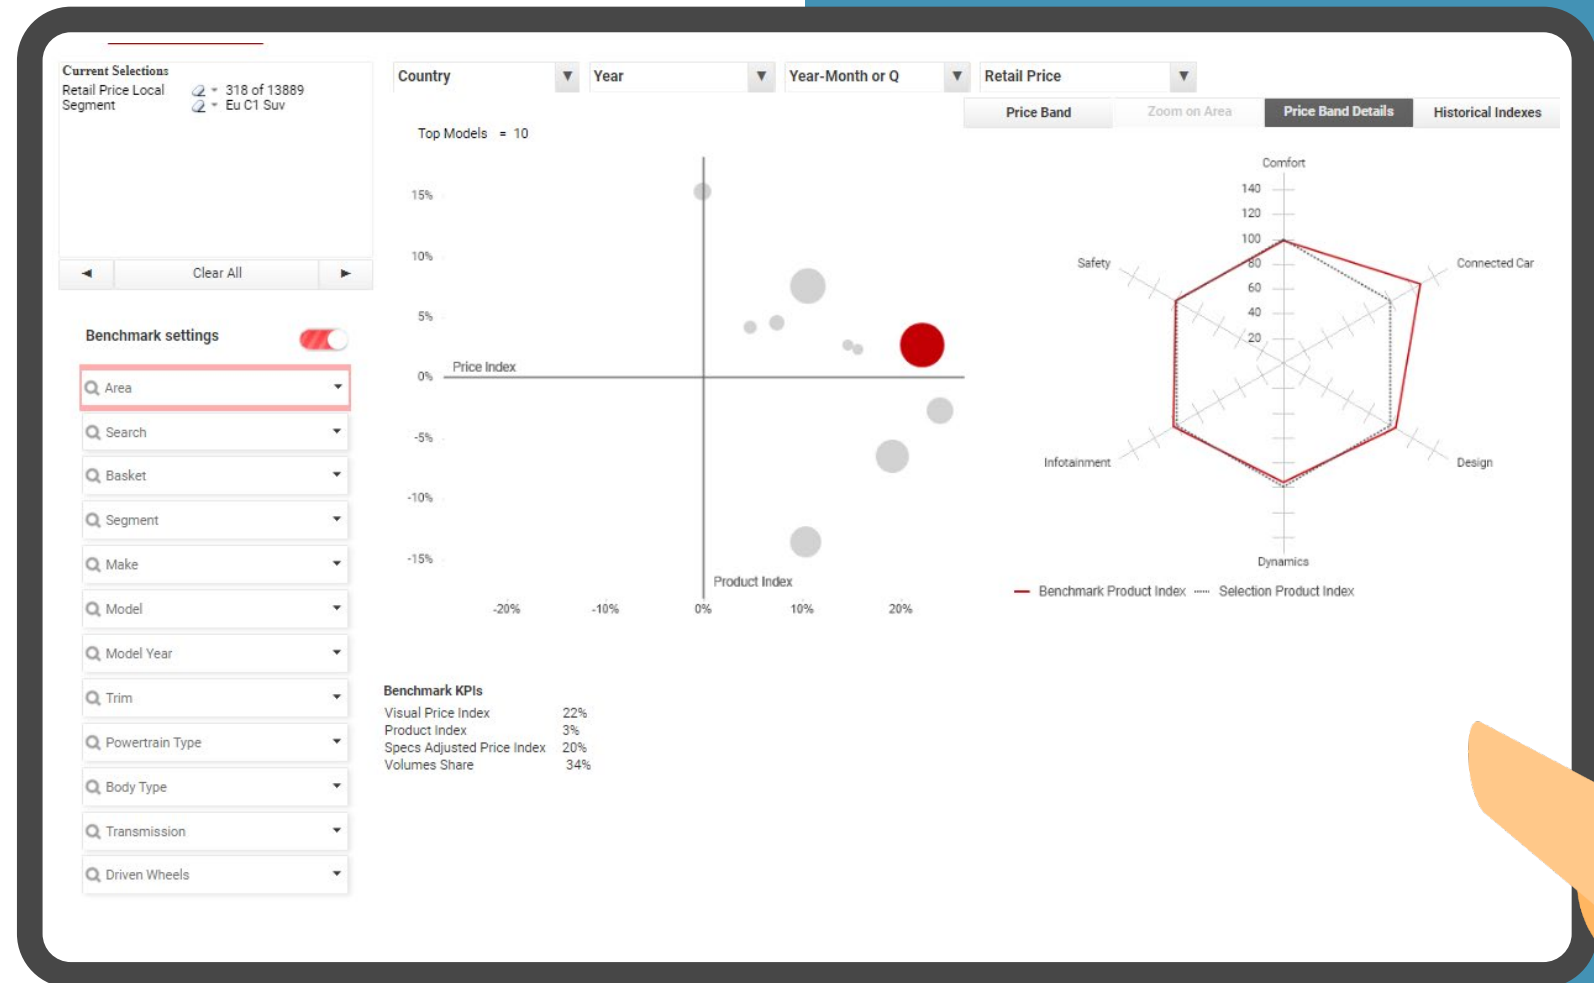 Current Selections
Retail Price Local 318 of 13889
Segment Eu C1 Suv
Clear All
Benchmark settings
Area
Search
Basket
Segment
Make
Model
Model Year
Trim
Powertrain Type
Body Type
Transmission
Driven Wheels
Country Year Year-Month or Q Retail Price
Price Band Zoom on Area Price Band Details Historical Indexes
Top Models = 10
15%
10%
5%
0%
-5%
-10%
-15%
Price Index
Product Index
-20% -10% 0% 10% 20%
Comfort
140
120
100
80
60
40
20
Safety
Connected Car
Infotainment
Design
Dynamics
Benchmark Product Index Selection Product Index
Benchmark KPIs
Visual Price Index 22%
Product Index 3%
Specs Adjusted Price Index 20%
Volumes Share 34%